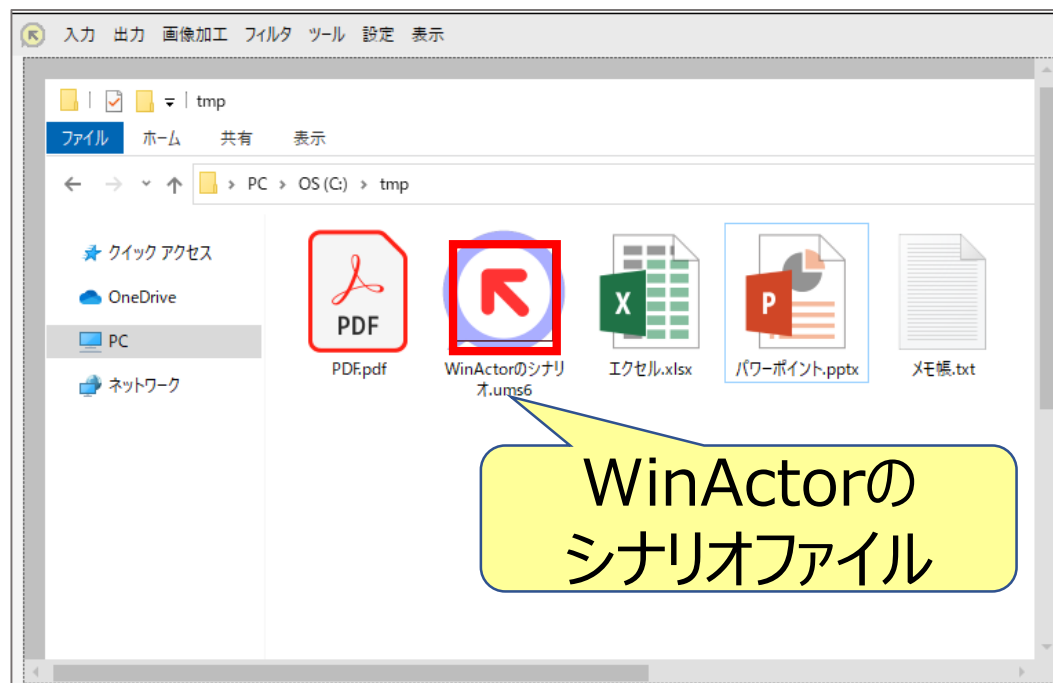 入力 出力 画像加工 フィルタ ツール 設定 表示
tmp
ファイル ホーム 共有 表示
PC > OS (C:) > tmp
クイック アクセス
OneDrive
PC
ネットワーク
PDF
X
P
PDF.pdf
WinActorのシナリ
オ.ums6
エクセル.xlsx
パワーポイント.pptx
メモ帳.txt
WinActorの
シナリオファイル